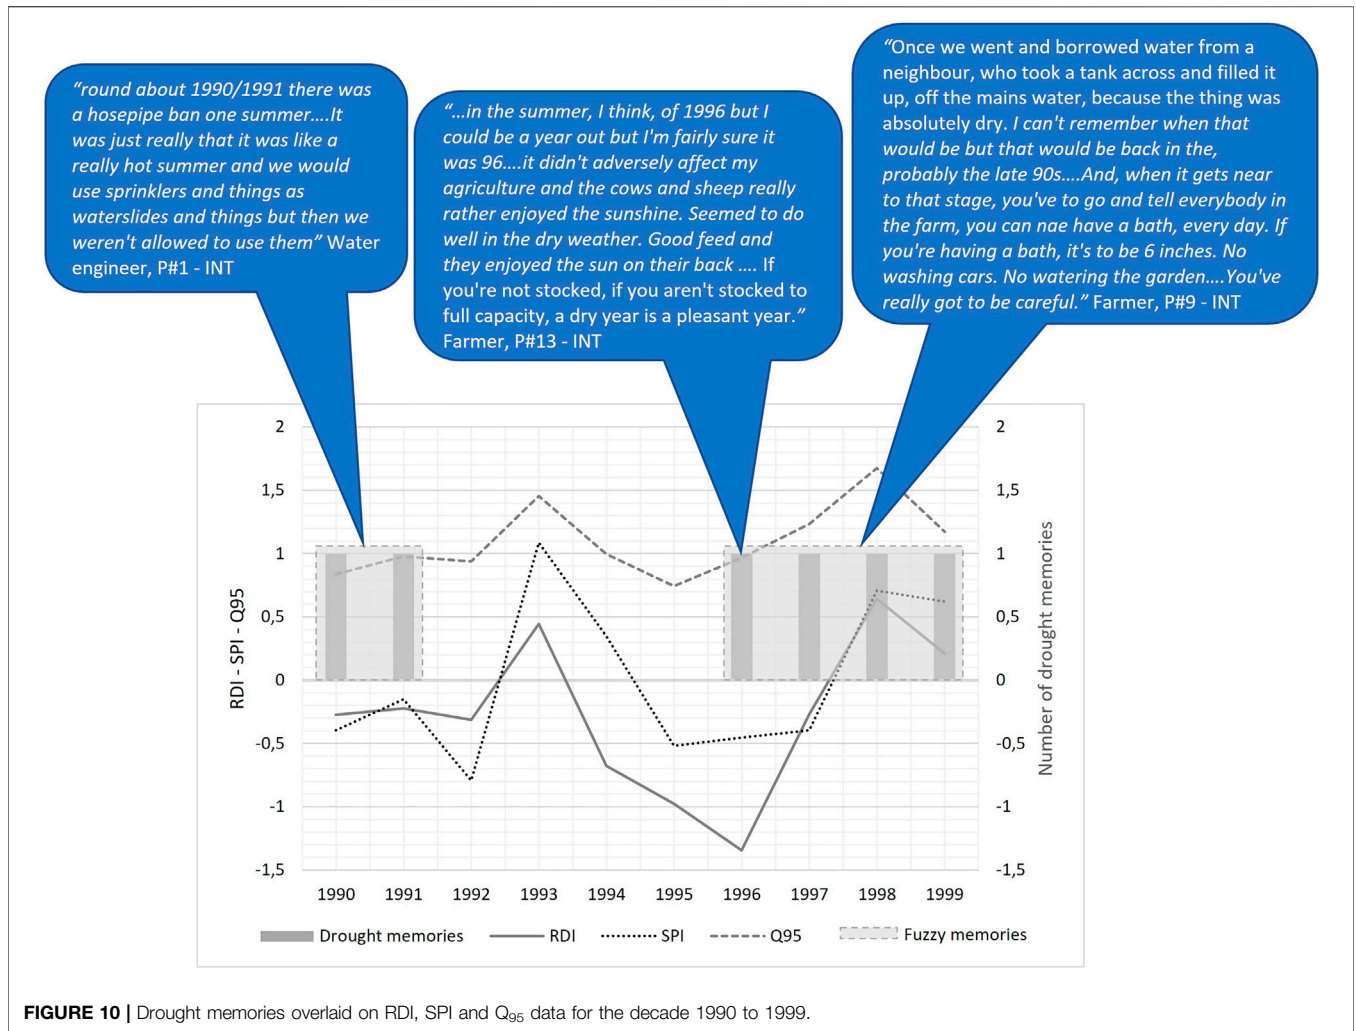 “round about 1990/1991 there was
a hosepipe ban one summer....It
was just really that it was like a
really hot summer and we would
use sprinklers and things as
waterslides and things but then we
weren't allowed to use them” Water
engineer, P#1 - INT
“...in the summer, I think, of 1996 but I
could be a year out but I'm fairly sure it
was 96....it didn't adversely affect my
agriculture and the cows and sheep really
rather enjoyed the sunshine. Seemed to do
well in the dry weather. Good feed and
they enjoyed the sun on their back .... If
you're not stocked, if you aren't stocked to
full capacity, a dry year is a pleasant year.”
Farmer, P#13 - INT
“Once we went and borrowed water from a
neighbour, who took a tank across and filled it
up, off the mains water, because the thing was
absolutely dry. I can't remember when that
would be but that would be back in the,
probably the late 90s....And, when it gets near
to that stage, you've to go and tell everybody in
the farm, you can nae have a bath, every day. If
you're having a bath, it's to be 6 inches. No
washing cars. No watering the garden....You've
really got to be careful.” Farmer, P#9 - INT
RDI - SPI - Q95
2
1,5
1
0,5
0
-0,5
-1
-1,5
2
1,5
1
0,5
0
-0,5
-1
-1,5
Number of drought memories
1990 1991 1992 1993 1994 1995 1996 1997 1998 1999
Drought memories RDI SPI Q95 Fuzzy memories
FIGURE 10 | Drought memories overlaid on RDI, SPI and Q95 data for the decade 1990 to 1999.